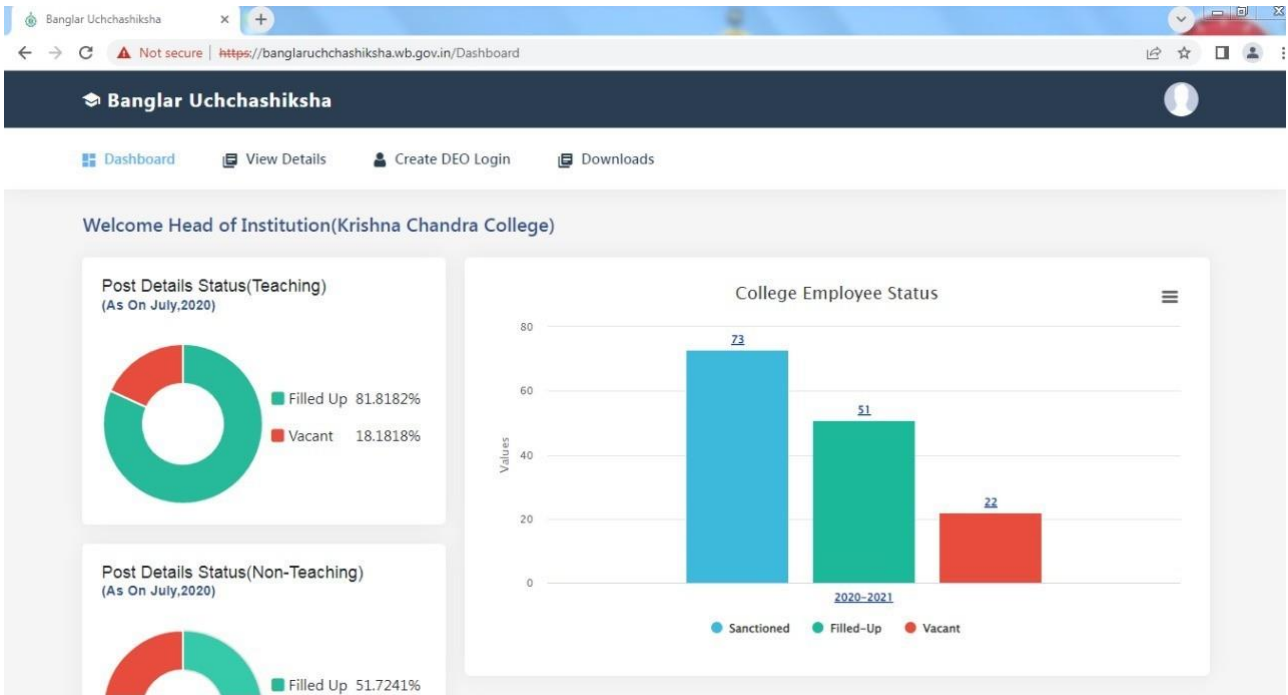 Banglar Uchchashiksha
Not secure | https://banglaruchchashiksha.wb.gov.in/Dashboard
Banglar Uchchashiksha
Dashboard View Details Create DEO Login Downloads
Welcome Head of Institution(Krishna Chandra College)
Post Details Status(Teaching)
(As On July,2020)
Filled Up 81.8182%
Vacant 18.1818%
College Employee Status
Values
80
60
40
20
0
73
51
22
2020-2021
Sanctioned Filled-Up Vacant
Post Details Status(Non-Teaching)
(As On July,2020)
Filled Up 51.7241%